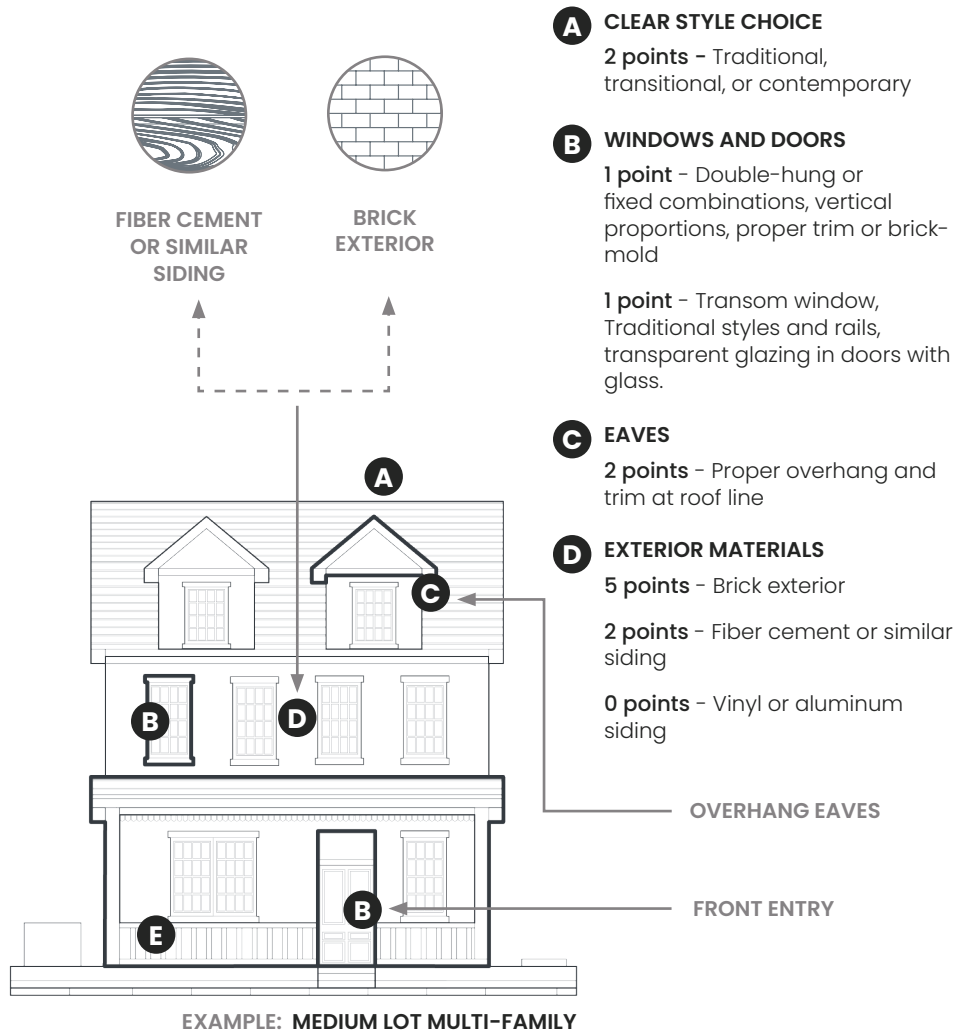 A CLEAR STYLE CHOICE
2 points - Traditional,
transitional, or contemporary
B WINDOWS AND DOORS
1 point - Double-hung or
fixed combinations, vertical
proportions, proper trim or brick-
mold
1 point - Transom window,
Traditional styles and rails,
transparent glazing in doors with
glass.
C EAVES
2 points - Proper overhang and
trim at roof line
D EXTERIOR MATERIALS
5 points - Brick exterior
2 points - Fiber cement or similar
siding
0 points - Vinyl or aluminum
siding
FIBER CEMENT
OR SIMILAR
SIDING
BRICK
EXTERIOR
A
C
B
D
OVERHANG EAVES
B
FRONT ENTRY
E
EXAMPLE: MEDIUM LOT MULTI-FAMILY